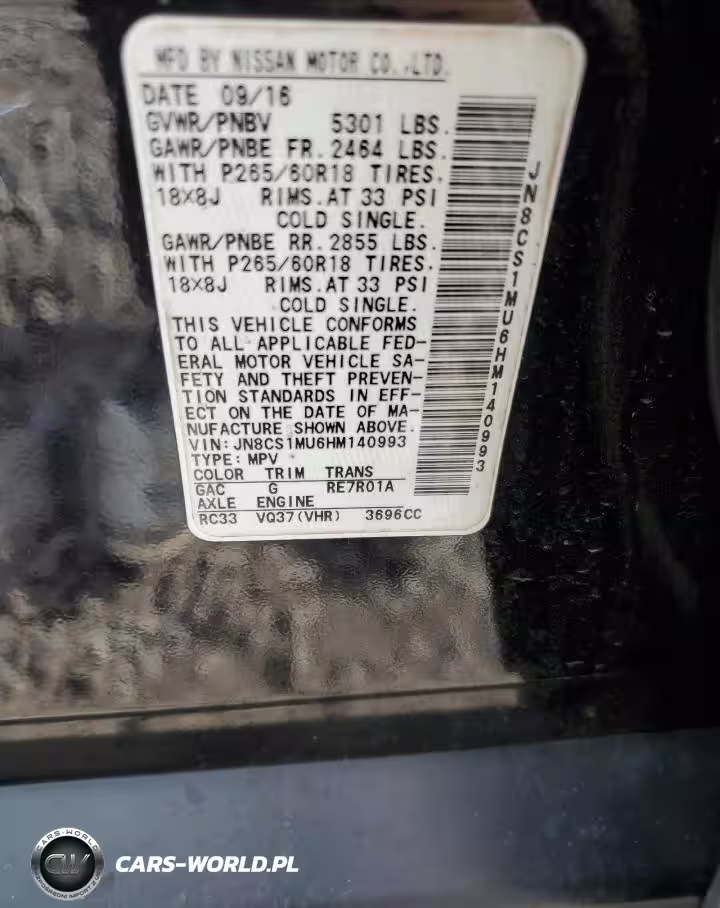 MFD BY NISSAN MOTOR CO.,LTD.
DATE 09/16
GVWR/PNBV 5301 LBS.
GAWR/PNBE FR. 2464 LBS.
WITH P265/60R18 TIRES.
18X8J RIMS.AT 33 PSI
COLD SINGLE.
GAWR/PNBE RR. 2855 LBS.
WITH P265/60R18 TIRES.
18X8J RIMS.AT 33 PSI
COLD SINGLE.
THIS VEHICLE CONFORMS
TO ALL APPLICABLE FED-
ERAL MOTOR VEHICLE SA-
FETY AND THEFT PREVEN-
TION STANDARDS IN EFF-
ECT ON THE DATE OF MA-
NUFACTURE SHOWN ABOVE.
VIN:JN8CS1MU6HM140993
TYPE:MPV
COLOR TRIM TRANS
GAC G RE7R01A
AXLE ENGINE
RC33 VQ37(VHR) 3696CC
JN8CS1MU6HM140993
CARS-WORLD
CW
CARS-WORLD.PL